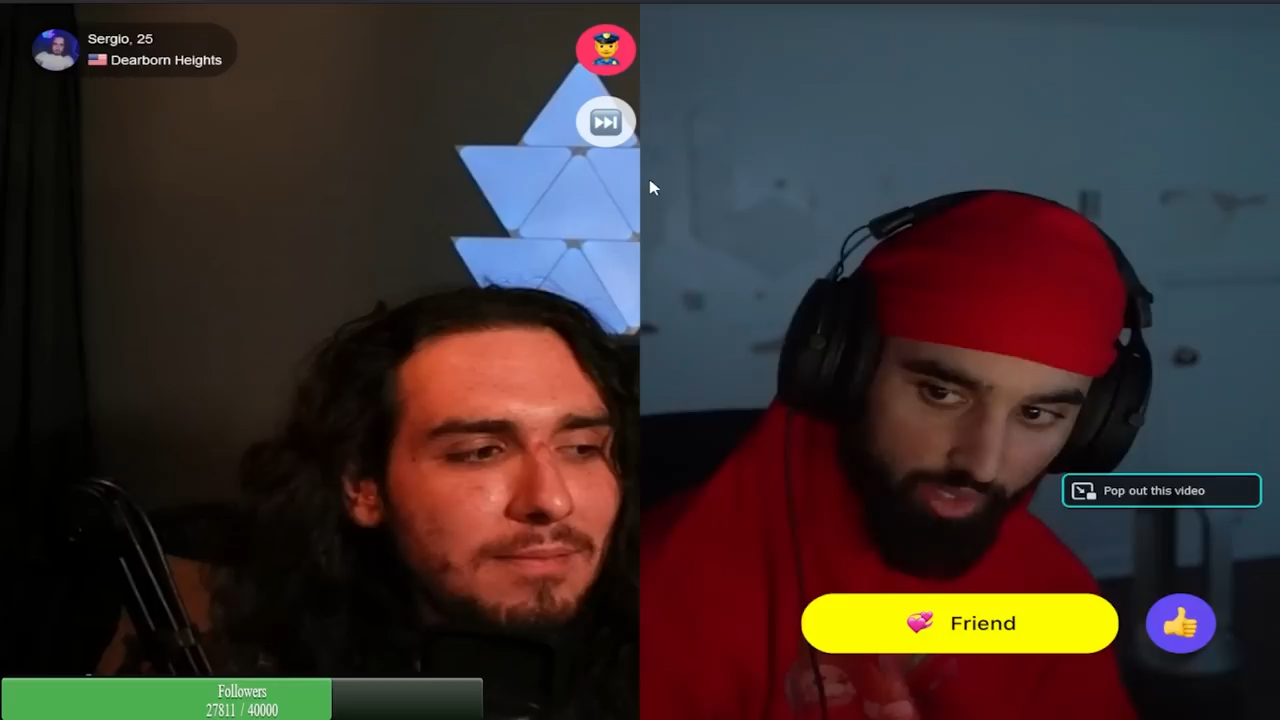 Sergio, 25
Dearborn Heights
Pop out this video
Friend
Followers
27811 / 40000